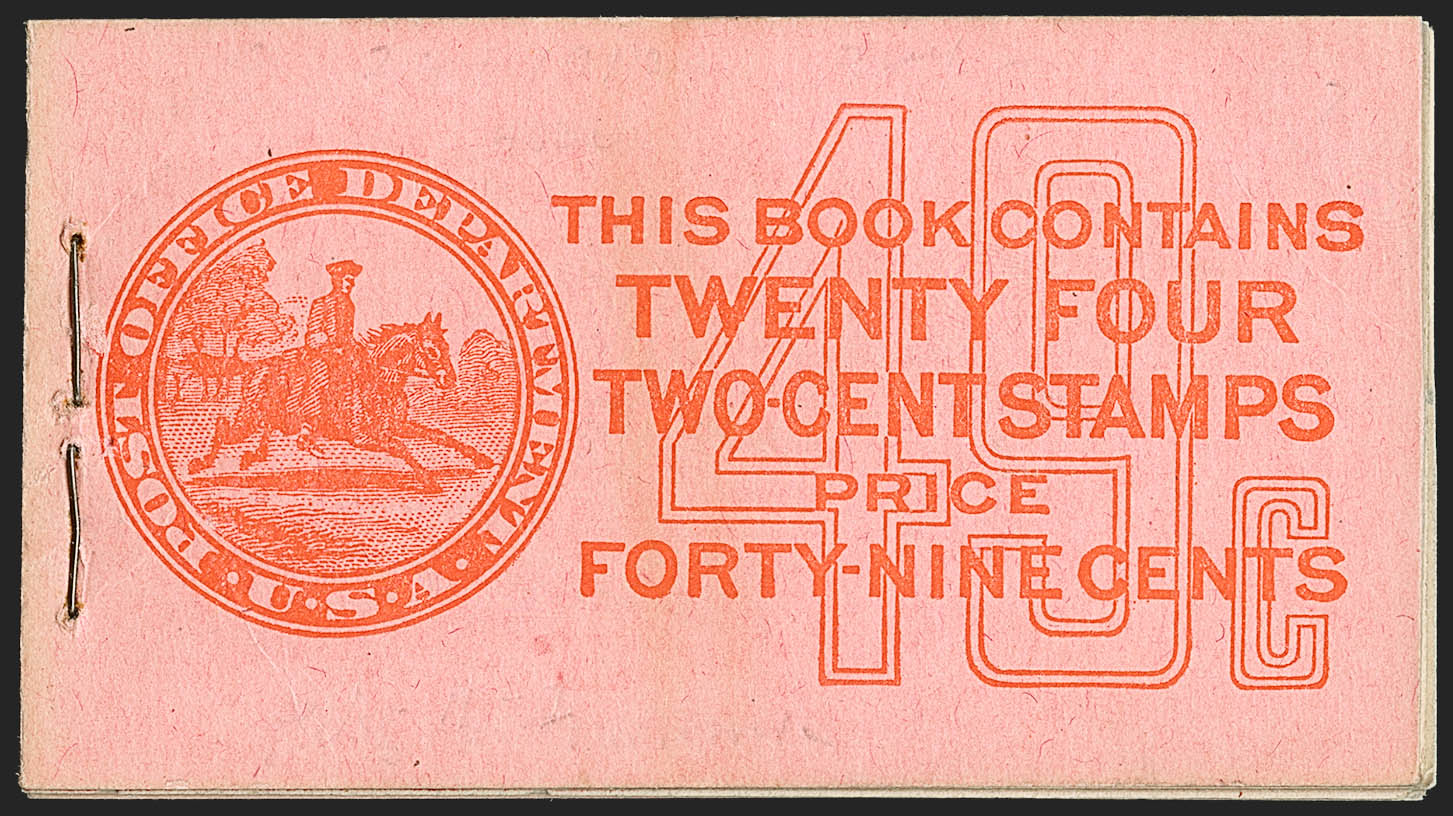 POST OFFICE DEPARTMENT
U.S.A.
THIS BOOK CONTAINS
TWENTY FOUR
TWO-CENT STAMPS
PRICE
FORTY-NINE CENTS
49C